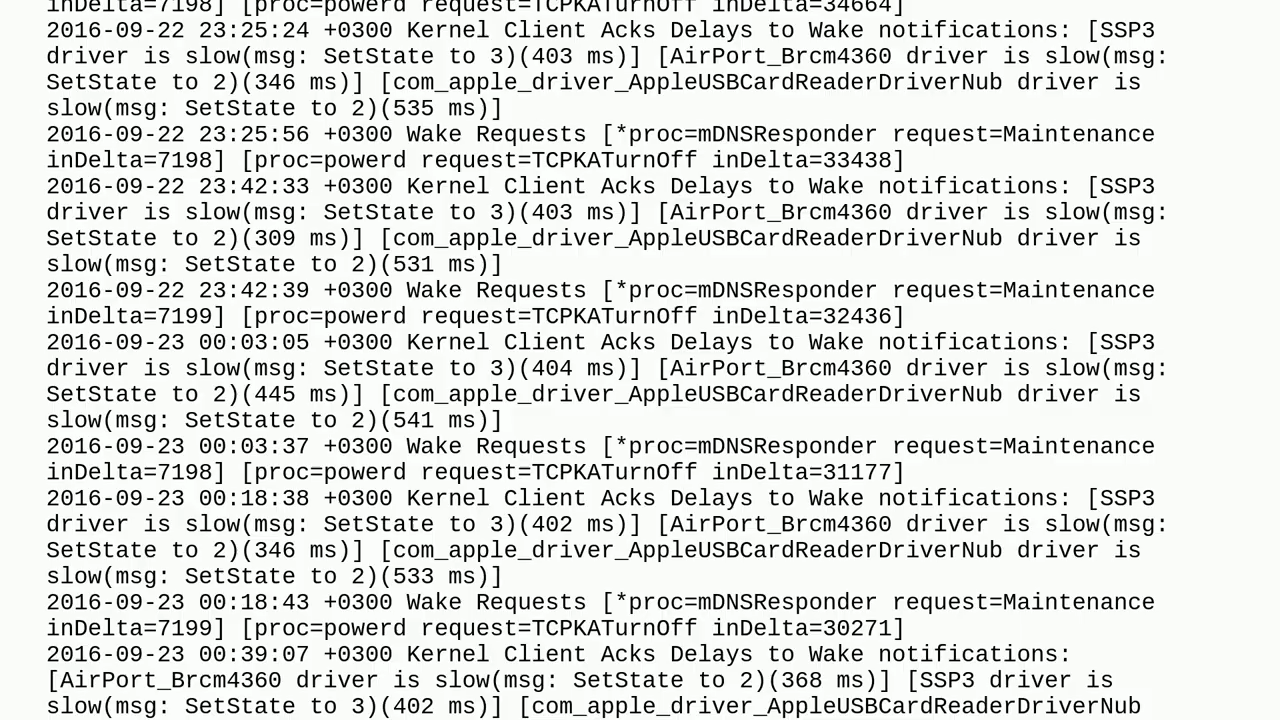 inDelta=7198] [proc=powerd request=TCPKATurnOff inDelta=34664]
2016-09-22 23:25:24 +0300 Kernel Client Acks Delays to Wake notifications: [SSP3
driver is slow(msg: SetState to 3)(403 ms)] [AirPort_Brcm4360 driver is slow(msg:
SetState to 2)(346 ms)] [com_apple_driver_AppleUSBCardReaderDriverNub driver is
slow(msg: SetState to 2)(535 ms)]
2016-09-22 23:25:56 +0300 Wake Requests [*proc=mDNSResponder request=Maintenance
inDelta=7198] [proc=powerd request=TCPKATurnOff inDelta=33438]
2016-09-22 23:42:33 +0300 Kernel Client Acks Delays to Wake notifications: [SSP3
driver is slow(msg: SetState to 3)(403 ms)] [AirPort_Brcm4360 driver is slow(msg:
SetState to 2)(309 ms)] [com_apple_driver_AppleUSBCardReaderDriverNub driver is
slow(msg: SetState to 2)(531 ms)]
2016-09-22 23:42:39 +0300 Wake Requests [*proc=mDNSResponder request=Maintenance
inDelta=7199] [proc=powerd request=TCPKATurnOff inDelta=32436]
2016-09-23 00:03:05 +0300 Kernel Client Acks Delays to Wake notifications: [SSP3
driver is slow(msg: SetState to 3)(404 ms)] [AirPort_Brcm4360 driver is slow(msg:
SetState to 2)(445 ms)] [com_apple_driver_AppleUSBCardReaderDriverNub driver is
slow(msg: SetState to 2)(541 ms)]
2016-09-23 00:03:37 +0300 Wake Requests [*proc=mDNSResponder request=Maintenance
inDelta=7198] [proc=powerd request=TCPKATurnOff inDelta=31177]
2016-09-23 00:18:38 +0300 Kernel Client Acks Delays to Wake notifications: [SSP3
driver is slow(msg: SetState to 3)(402 ms)] [AirPort_Brcm4360 driver is slow(msg:
SetState to 2)(346 ms)] [com_apple_driver_AppleUSBCardReaderDriverNub driver is
slow(msg: SetState to 2)(533 ms)]
2016-09-23 00:18:43 +0300 Wake Requests [*proc=mDNSResponder request=Maintenance
inDelta=7199] [proc=powerd request=TCPKATurnOff inDelta=30271]
2016-09-23 00:39:07 +0300 Kernel Client Acks Delays to Wake notifications:
[AirPort_Brcm4360 driver is slow(msg: SetState to 2)(368 ms)] [SSP3 driver is
slow(msg: SetState to 3)(402 ms)] [com_apple_driver_AppleUSBCardReaderDriverNub